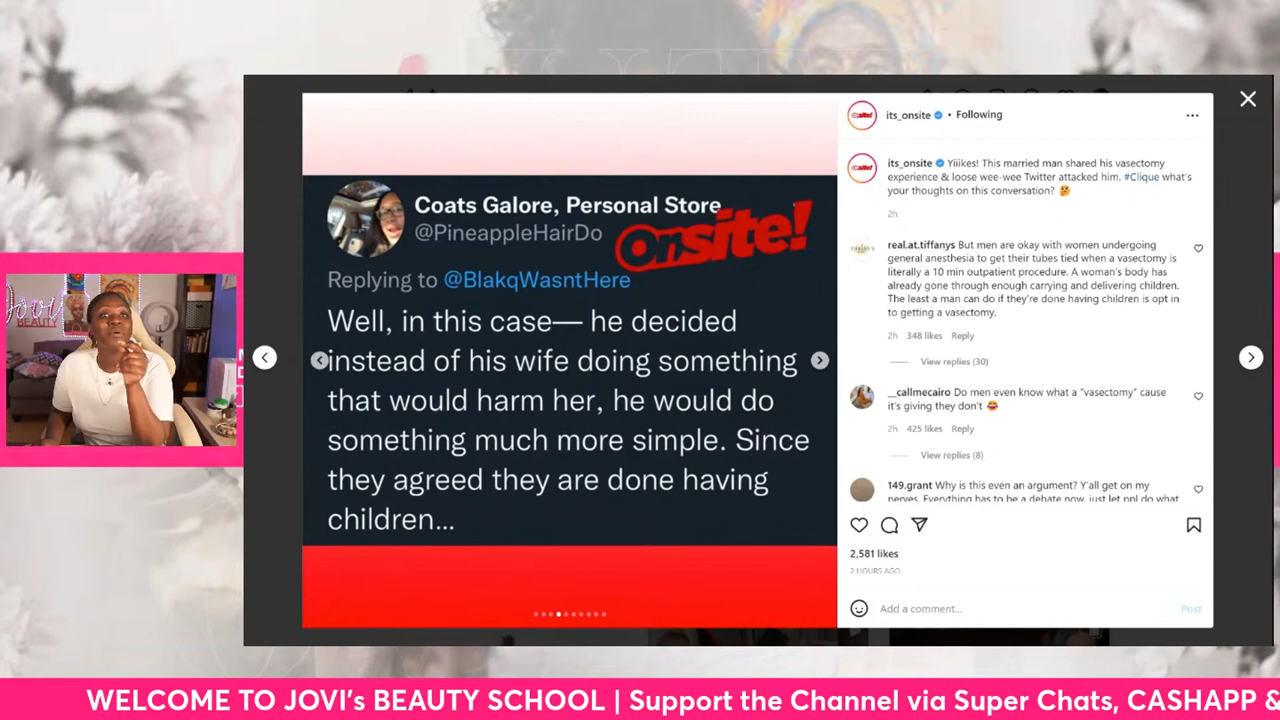 its_onsite • Following
Coats Galore, Personal Store
@PineappleHairDo
Onsite!
Replying to @BlakqWasntHere
Well, in this case— he decided
instead of his wife doing something
that would harm her, he would do
something much more simple. Since
they agreed they are done having
children...
its_onsite Yiiikes! This married man shared his vasectomy
experience & loose wee-wee Twitter attacked him. #Clique what's
your thoughts on this conversation? 🤔
2h
real.at.tiffanys But men are okay with women undergoing
general anesthesia to get their tubes tied when a vasectomy is
literally a 10 min outpatient procedure. A woman's body has
already gone through enough carrying and delivering children.
The least a man can do if they're done having children is opt in
to getting a vasectomy.
2h 348 likes Reply
View replies (30)
__callmecairo Do men even know what a "vasectomy" cause
it's giving they don't 😂
2h 425 likes Reply
View replies (8)
149.grant Why is this even an argument? Y'all get on my
nerves. Everything has to be a debate now, just let ppl do what
2,581 likes
2 HOURS AGO
Add a comment...
Post
Jovi
BEAUTY
WELCOME TO JOVI's BEAUTY SCHOOL | Support the Channel via Super Chats, CASHAPP &